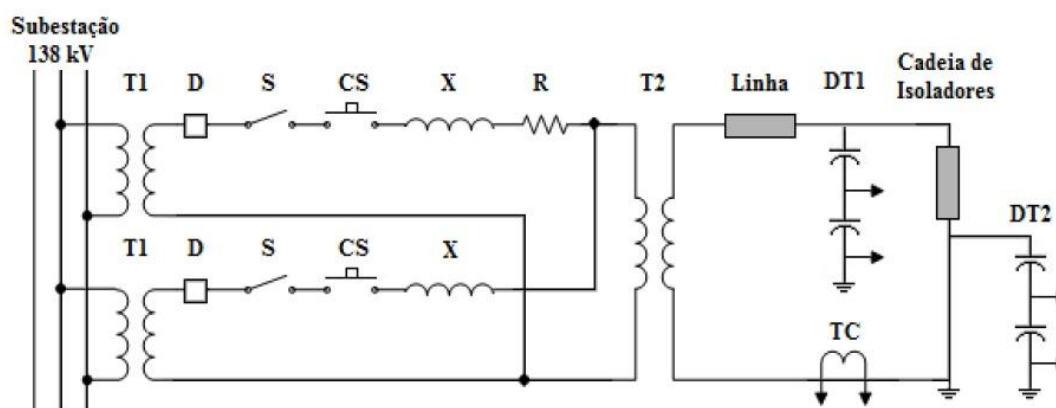 Subestação
138 kV
T1 D S CS X R T2 Linha DT1 Cadeia de
Isoladores
T1 D S CS X DT2
TC